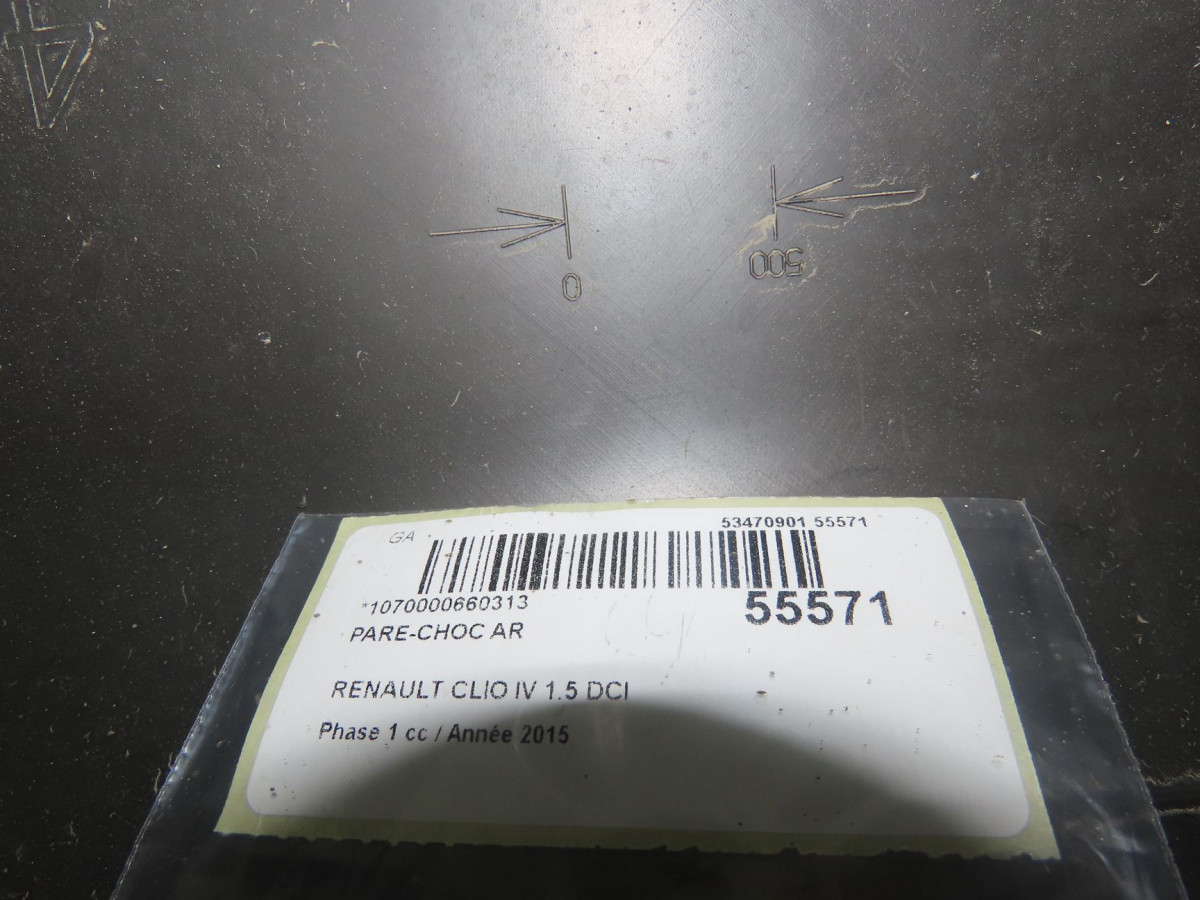 0
500
GA
53470901 55571
*1070000660313
55571
PARE-CHOC AR
RENAULT CLIO IV 1.5 DCI
Phase 1 cc / Année 2015